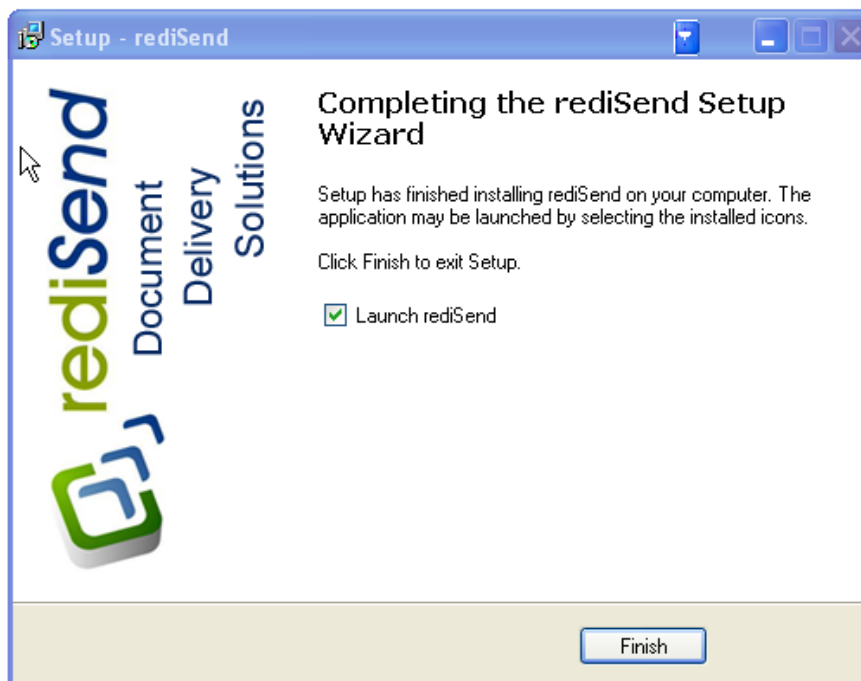 Setup - rediSend
rediSend
Document
Delivery
Solutions
Completing the rediSend Setup
Wizard
Setup has finished installing rediSend on your computer. The
application may be launched by selecting the installed icons.
Click Finish to exit Setup.
Launch rediSend
Finish